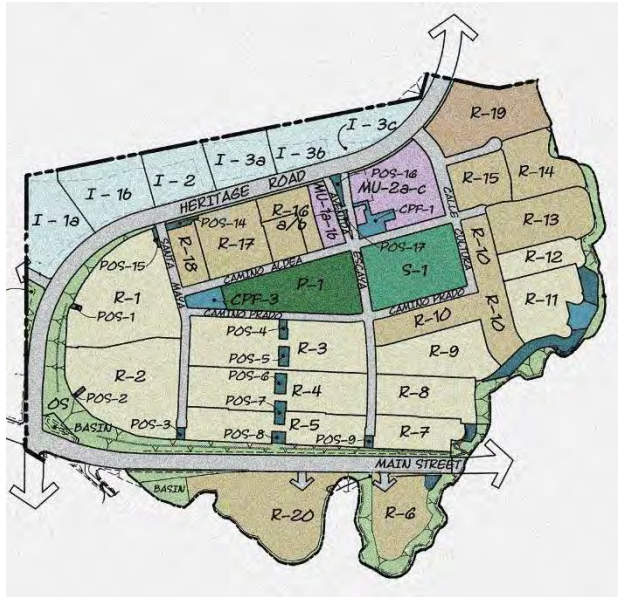 R-19
I-3c
I-3b
I-3a
I-2
I-1b
I-1a
HERITAGE ROAD
POS-16
MU-2a-c
CPF-1
MU-1a-1b
AVENIDA
ESCAYA
POS-17
CALLE
CULTURA
R-15
R-14
R-13
R-12
R-11
R-10
R-10
R-10
POS-14
R-16
a/b
R-17
R-18
SANTA MAYA
POS-15
CAMINO ALDEA
P-1
S-1
CPF-3
CAMINO PRADO
CAMINO PRADO
R-1
POS-1
POS-4
R-3
POS-5
R-9
R-2
POS-6
R-4
R-8
POS-2
POS-7
R-5
R-7
OS
BASIN
POS-3
POS-8
POS-9
MAIN STREET
BASIN
R-20
R-6